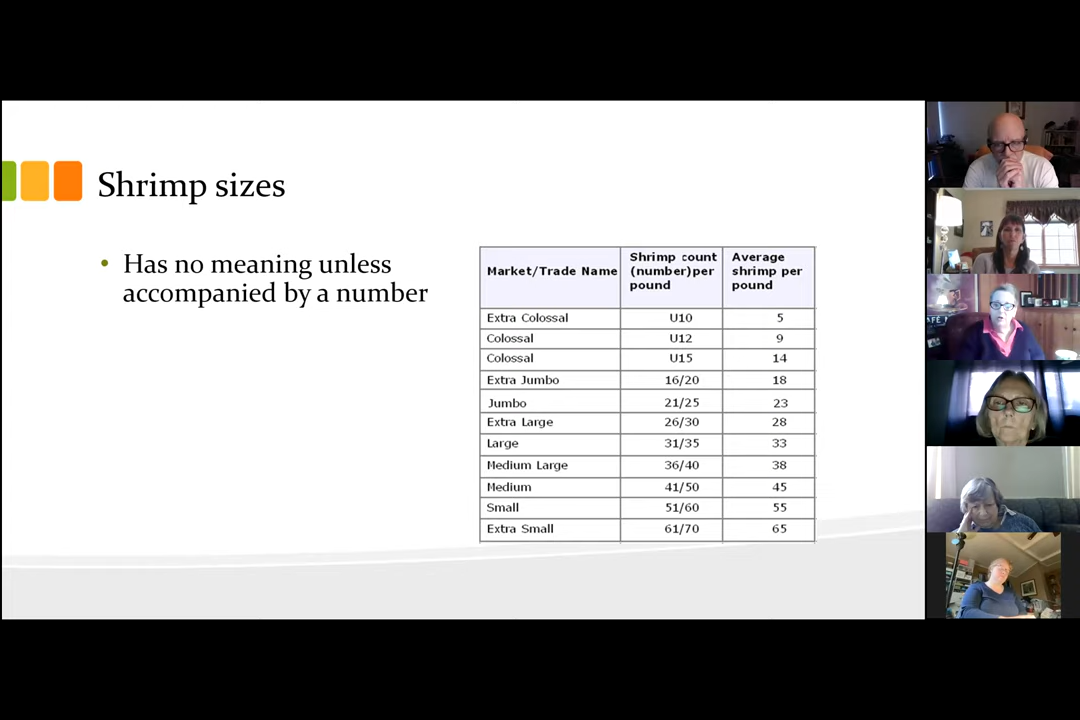 Shrimp sizes
• Has no meaning unless
accompanied by a number
Market/Trade Name Shrimp count (number)per pound Average shrimp per pound
Extra Colossal U10 5
Colossal U12 9
Colossal U15 14
Extra Jumbo 16/20 18
Jumbo 21/25 23
Extra Large 26/30 28
Large 31/35 33
Medium Large 36/40 38
Medium 41/50 45
Small 51/60 55
Extra Small 61/70 65